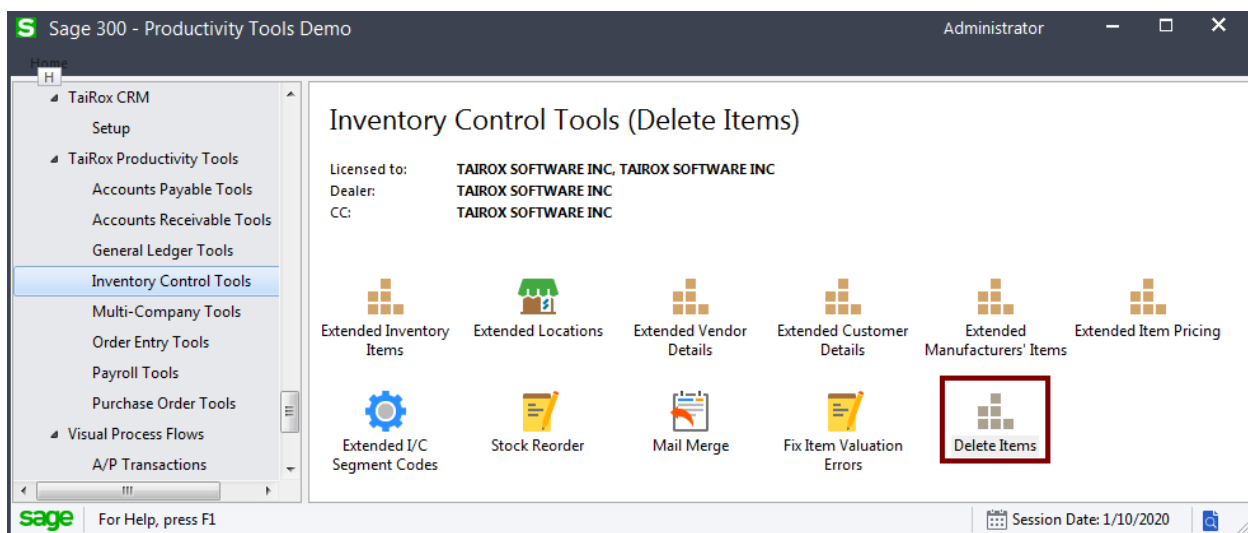 S Sage 300 - Productivity Tools Demo
Administrator
Home
H
TaiRox CRM
Setup
TaiRox Productivity Tools
Accounts Payable Tools
Accounts Receivable Tools
General Ledger Tools
Inventory Control Tools
Multi-Company Tools
Order Entry Tools
Payroll Tools
Purchase Order Tools
Visual Process Flows
A/P Transactions
Inventory Control Tools (Delete Items)
Licensed to: TAIROX SOFTWARE INC, TAIROX SOFTWARE INC
Dealer: TAIROX SOFTWARE INC
CC: TAIROX SOFTWARE INC
Extended Inventory
Items
Extended Locations
Extended Vendor
Details
Extended Customer
Details
Extended
Manufacturers' Items
Extended Item Pricing
Extended I/C
Segment Codes
Stock Reorder
Mail Merge
Fix Item Valuation
Errors
Delete Items
sage For Help, press F1
Session Date: 1/10/2020